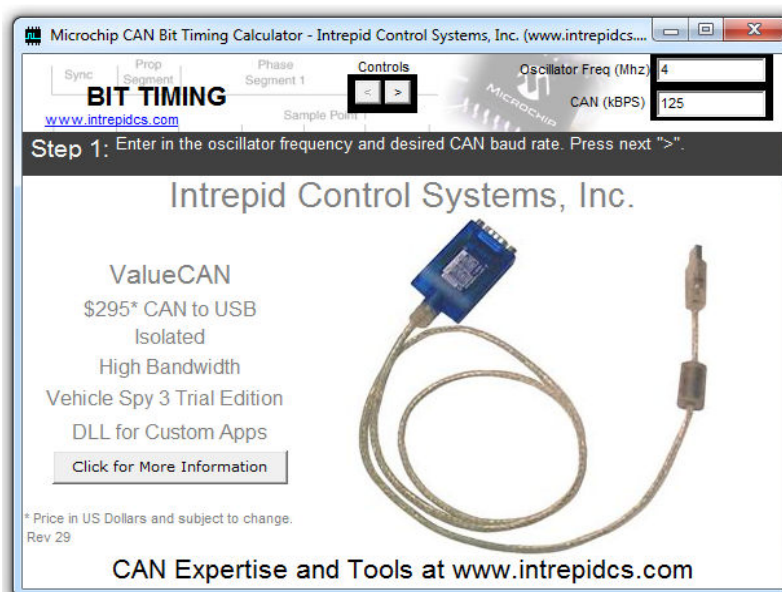 Microchip CAN Bit Timing Calculator - Intrepid Control Systems, Inc. (www.intrepidcs....
Sync
Prop Segment
Phase Segment 1
Controls
Oscillator Freq (Mhz) 4
BIT TIMING
< >
MICROCHIP
CAN (kBPS) 125
www.intrepidcs.com
Sample Point
Step 1: Enter in the oscillator frequency and desired CAN baud rate. Press next ">".
Intrepid Control Systems, Inc.
ValueCAN
$295* CAN to USB
Isolated
High Bandwidth
Vehicle Spy 3 Trial Edition
DLL for Custom Apps
Click for More Information
* Price in US Dollars and subject to change.
Rev 29
CAN Expertise and Tools at www.intrepidcs.com